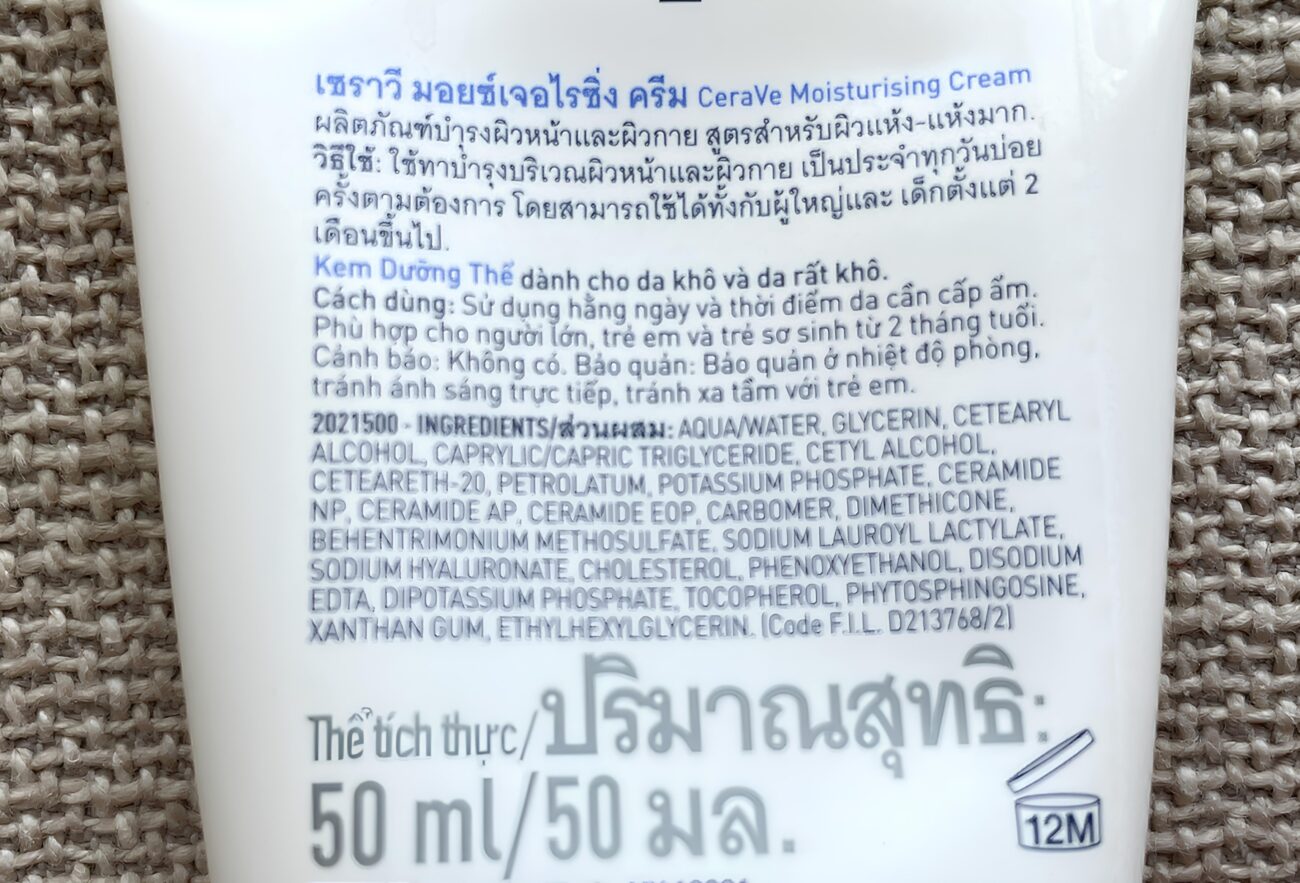 เซราวี มอยซ์เจอไรซิ่ง ครีม CeraVe Moisturising Cream
ผลิตภัณฑ์บำรุงผิวหน้าและผิวกาย สูตรสำหรับผิวแห้ง-แห้งมาก.
วิธีใช้: ใช้ทาบำรุงบริเวณผิวหน้าและผิวกาย เป็นประจำทุกวันบ่อย
ครั้งตามต้องการ โดยสามารถใช้ได้ทั้งกับผู้ใหญ่และ เด็กตั้งแต่ 2
เดือนขึ้นไป.
Kem Dưỡng Thể dành cho da khô và da rất khô.
Cách dùng: Sử dụng hằng ngày và thời điểm da cần cấp ẩm.
Phù hợp cho người lớn, trẻ em và trẻ sơ sinh từ 2 tháng tuổi.
Cảnh báo: Không có. Bảo quản: Bảo quản ở nhiệt độ phòng,
tránh ánh sáng trực tiếp, tránh xa tầm với trẻ em.
2021500 - INGREDIENTS/ส่วนผสม: AQUA/WATER, GLYCERIN, CETEARYL
ALCOHOL, CAPRYLIC/CAPRIC TRIGLYCERIDE, CETYL ALCOHOL,
CETEARETH-20, PETROLATUM, POTASSIUM PHOSPHATE, CERAMIDE
NP, CERAMIDE AP, CERAMIDE EOP, CARBOMER, DIMETHICONE,
BEHENTRIMONIUM METHOSULFATE, SODIUM LAUROYL LACTYLATE,
SODIUM HYALURONATE, CHOLESTEROL, PHENOXYETHANOL, DISODIUM
EDTA, DIPOTASSIUM PHOSPHATE, TOCOPHEROL, PHYTOSPHINGOSINE,
XANTHAN GUM, ETHYLHEXYLGLYCERIN. (Code F.I.L. D213768/2)
Thể tích thực/ปริมาณสุทธิ:
50 ml/50 มล.
12M